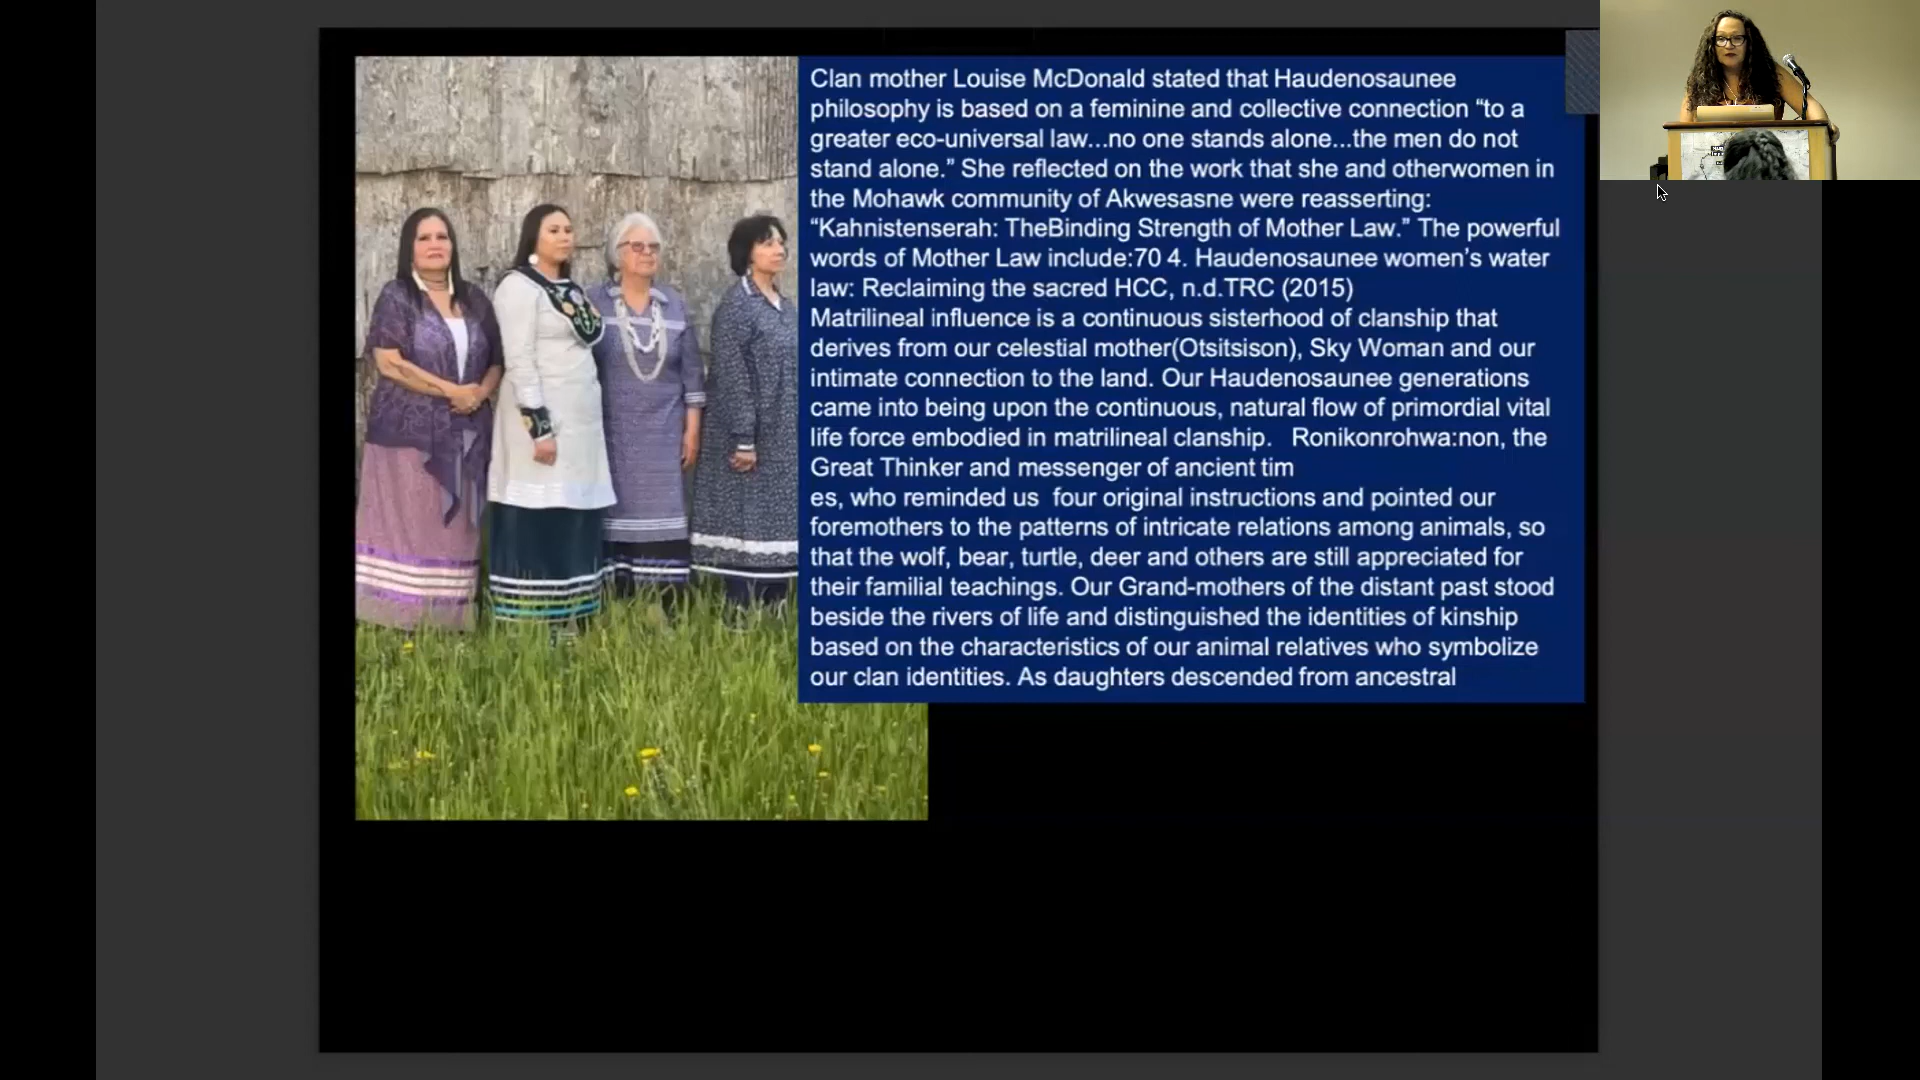 Clan mother Louise McDonald stated that Haudenosaunee
philosophy is based on a feminine and collective connection “to a
greater eco-universal law...no one stands alone...the men do not
stand alone.” She reflected on the work that she and otherwomen in
the Mohawk community of Akwesasne were reasserting:
“Kahnistenserah: TheBinding Strength of Mother Law.” The powerful
words of Mother Law include:70 4. Haudenosaunee women’s water
law: Reclaiming the sacred HCC, n.d.TRC (2015)
Matrilineal influence is a continuous sisterhood of clanship that
derives from our celestial mother(Otsitsison), Sky Woman and our
intimate connection to the land. Our Haudenosaunee generations
came into being upon the continuous, natural flow of primordial vital
life force embodied in matrilineal clanship.   Ronikonrohwa:non, the
Great Thinker and messenger of ancient tim
es, who reminded us  four original instructions and pointed our
foremothers to the patterns of intricate relations among animals, so
that the wolf, bear, turtle, deer and others are still appreciated for
their familial teachings. Our Grand-mothers of the distant past stood
beside the rivers of life and distinguished the identities of kinship
based on the characteristics of our animal relatives who symbolize
our clan identities. As daughters descended from ancestral